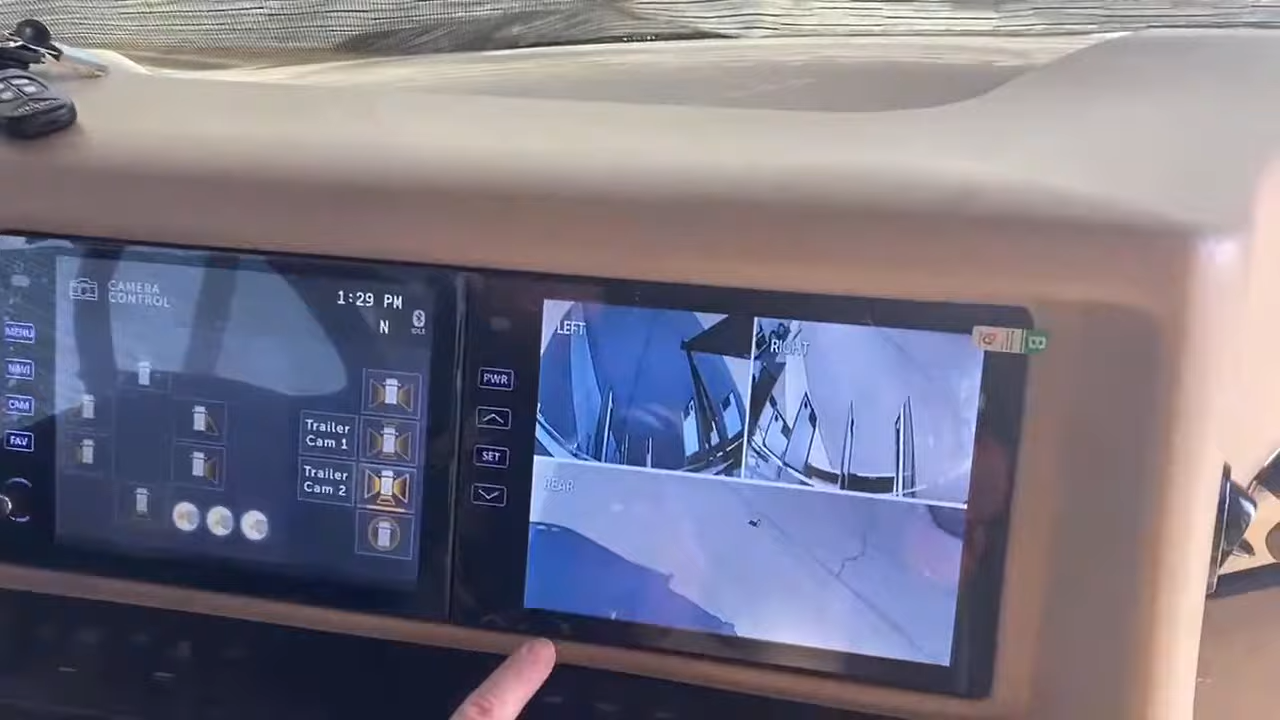 CAMERA
CONTROL
1:29 PM
N
IDLE
MENU
NAVI
CAM
FAV
Trailer
Cam 1
Trailer
Cam 2
PWR
SET
LEFT
RIGHT
REAR
B